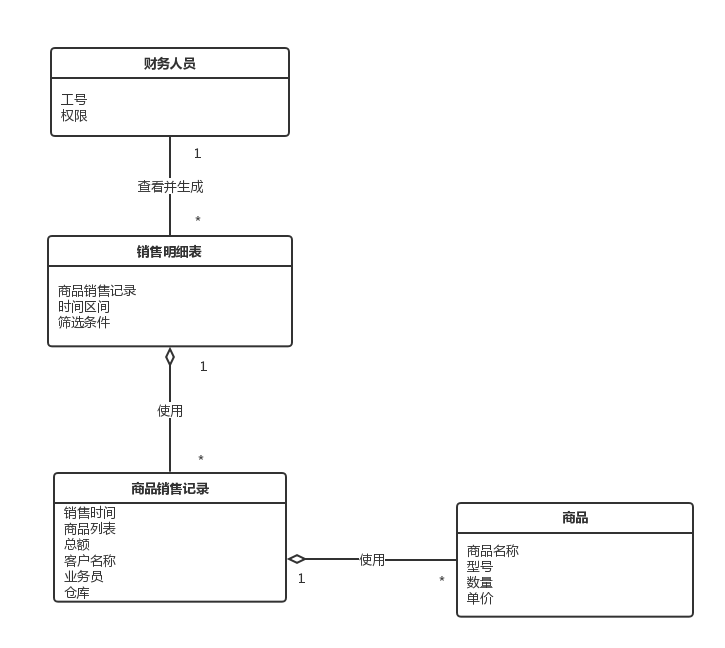 财务人员
工号
权限
1
查看并生成
*
销售明细表
商品销售记录
时间区间
筛选条件
1
使用
*
商品销售记录
销售时间
商品列表
总额
客户名称
业务员
仓库
1
使用
*
商品
商品名称
型号
数量
单价